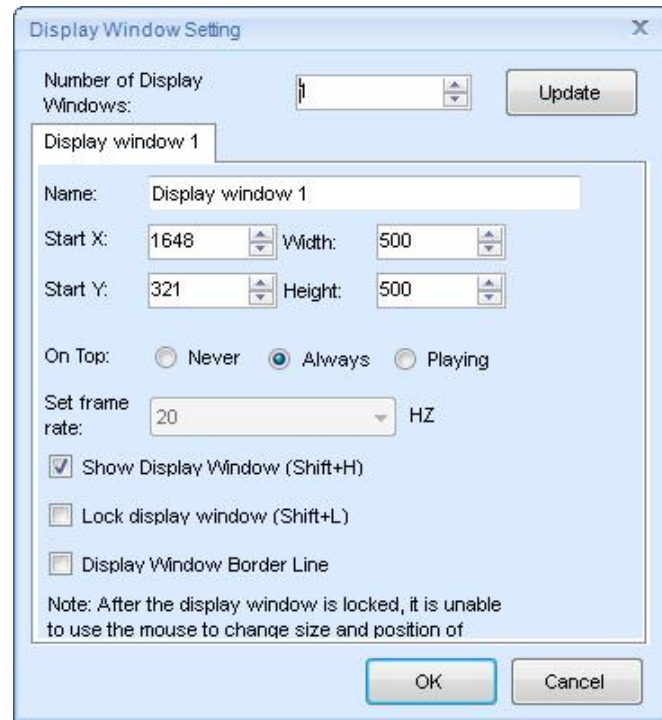 Display Window Setting
Number of Display
Windows:
1
Update
Display window 1
Name:
Display window 1
Start X:
1648
Width:
500
Start Y:
321
Height:
500
On Top:
Never
Always
Playing
Set frame
rate:
20
HZ
Show Display Window (Shift+H)
Lock display window (Shift+L)
Display Window Border Line
Note: After the display window is locked, it is unable
to use the mouse to change size and position of
OK
Cancel